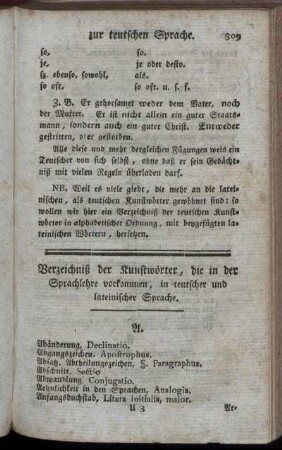 zur teutschen Sprache. 309
so, so.
je, je oder desto.
ſz. ebenso, sowohl, als.
so oft, so oft. u. s. f.
Z. B. Er gehorsamet weder dem Vater, noch
der Mutter. Er ist nicht allein ein guter Staats-
mann, sondern auch ein guter Christ. Entweder
gestritten, oder gestorben.
Alle diese und mehr dergleichen Fügungen weis ein
Teutscher von sich selbst, ohne daß er sein Gedächt-
niß mit vielen Regeln überladen darf.
NB. Weil es viele giebt, die mehr an die latei-
nischen, als teutschen Kunstwörter gewöhnet sind: so
wollen wir hier ein Verzeichniß der teutschen Kunst-
wörter in alphabetischer Ordnung, mit beygefügten la-
teinischen Wörtern, hersetzen.
Verzeichniß der Kunstwörter, die in der
Sprachlehre vorkommen, in teutscher und
lateinischer Sprache.
A.
Abänderung, Declinatio.
Abgangszeichen, Apostrophus.
Absatz, Abtheilungszeichen, §. Paragraphus.
Abschnitt, Sectio
Abwandlung, Conjugatio.
Aehnlichkeit in den Sprachen, Analogia.
Anfangsbuchstab, Litera initialis, major.
U 3 Ar-